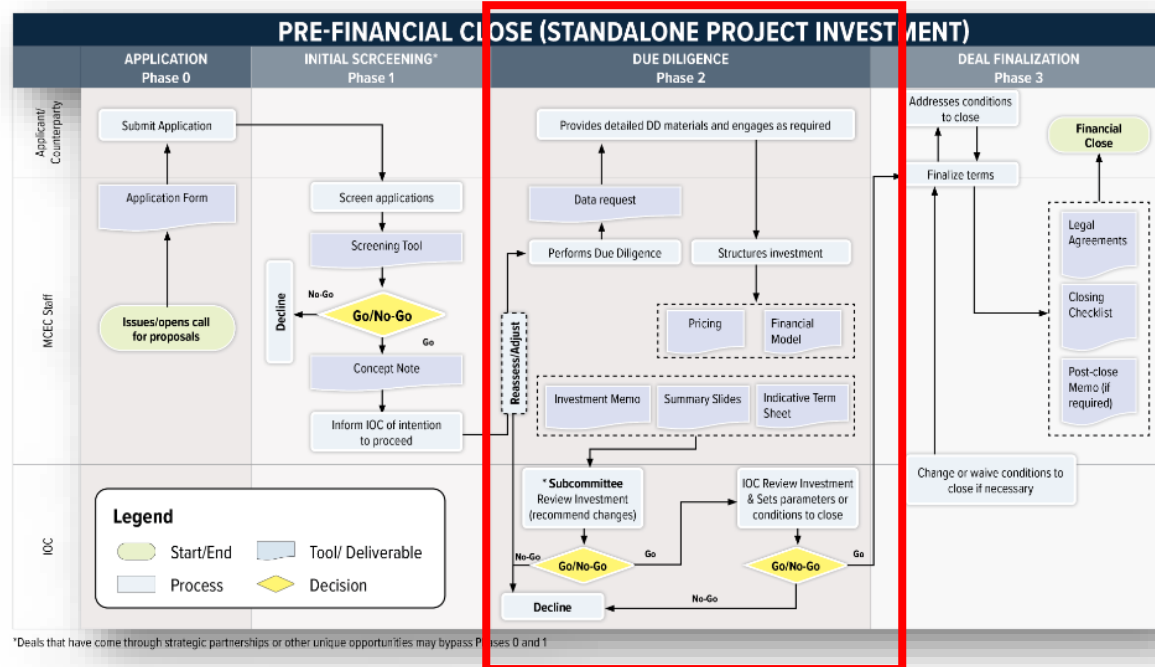 PRE-FINANCIAL CLOSE (STANDALONE PROJECT INVESTMENT)
APPLICATION
Phase 0
INITIAL SCRCEENING*
Phase 1
DUE DILIGENCE
Phase 2
DEAL FINALIZATION
Phase 3
Applicant/
Counterparty
Submit Application
Provides detailed DD materials and engages as required
Addresses conditions
to close
Financial
Close
Finalize terms
MCEC Staff
Application Form
Issues/opens call
for proposals
Screen applications
Screening Tool
Decline
No-Go
Go/No-Go
Go
Concept Note
Inform IOC of intention
to proceed
Reassess/Adjust
Data request
Performs Due Diligence
Structures investment
Pricing
Financial
Model
Investment Memo
Summary Slides
Indicative Term
Sheet
Legal
Agreements
Closing
Checklist
Post-close
Memo (if
required)
IOC
* Subcommittee
Review Investment
(recommend changes)
No-Go
Go/No-Go
Go
IOC Review Investment
& Sets parameters or
conditions to close
Go/No-Go
Go
No-Go
Decline
Change or waive conditions to
close if necessary
Legend
Start/End
Tool/ Deliverable
Process
Decision
*Deals that have come through strategic partnerships or other unique opportunities may bypass P ses 0 and 1